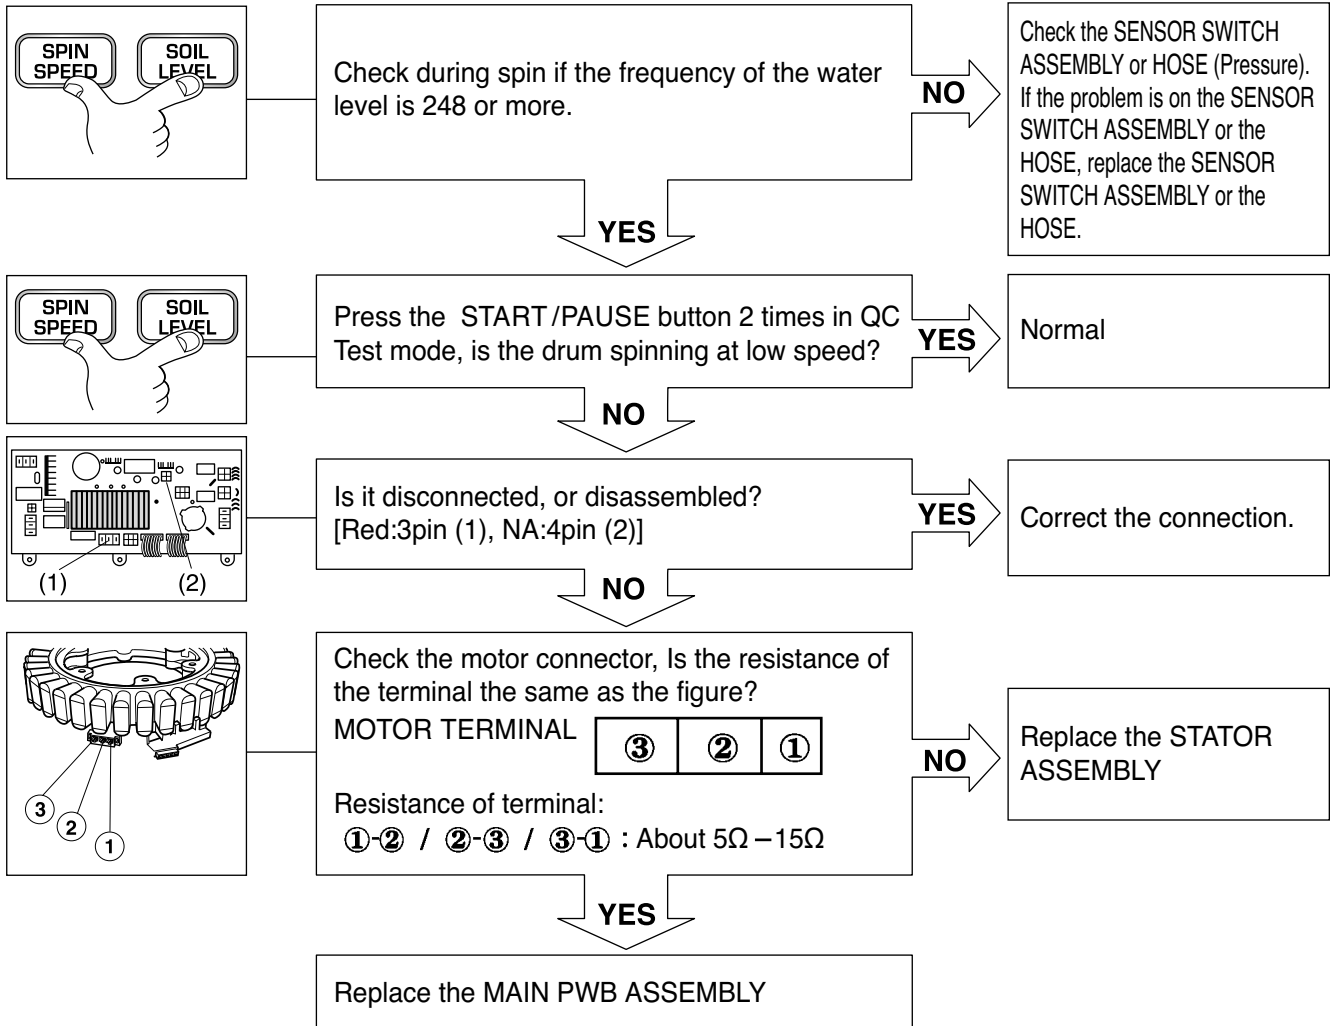 SPIN
SPEED
SOIL
LEVEL
Check during spin if the frequency of the water
level is 248 or more.
NO
Check the SENSOR SWITCH
ASSEMBLY or HOSE (Pressure).
If the problem is on the SENSOR
SWITCH ASSEMBLY or the
HOSE, replace the SENSOR
SWITCH ASSEMBLY or the
HOSE.
YES
SPIN
SPEED
SOIL
LEVEL
Press the START/PAUSE button 2 times in QC
Test mode, is the drum spinning at low speed?
YES
Normal
NO
(1)
(2)
Is it disconnected, or disassembled?
[Red:3pin (1), NA:4pin (2)]
YES
Correct the connection.
NO
3
2
1
Check the motor connector, Is the resistance of
the terminal the same as the figure?
MOTOR TERMINAL
③ ② ①
Resistance of terminal:
①-② / ②-③ / ③-① : About 5Ω – 15Ω
NO
Replace the STATOR
ASSEMBLY
YES
Replace the MAIN PWB ASSEMBLY